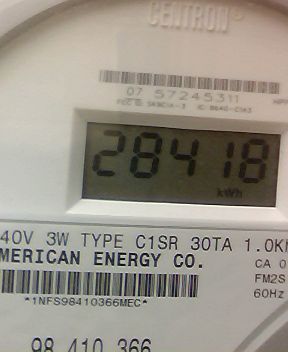 CENTRON®
07 57245311
28418
kWh
40V 3W TYPE C1SR 30TA 1.0K
MERICAN ENERGY CO.
CA 0
FM2S
60Hz
*1NFS98410366MEC*
98 410 366